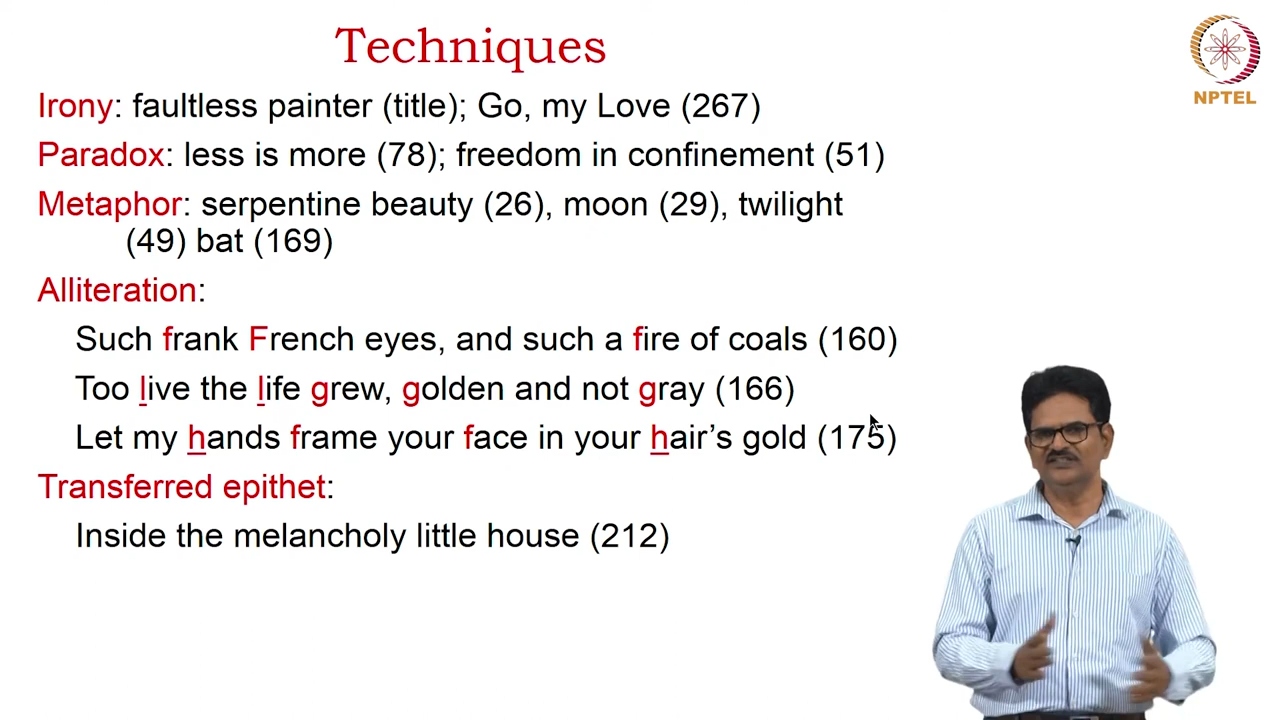 Techniques
NPTEL
Irony: faultless painter (title); Go, my Love (267)
Paradox: less is more (78); freedom in confinement (51)
Metaphor: serpentine beauty (26), moon (29), twilight
(49) bat (169)
Alliteration:
Such frank French eyes, and such a fire of coals (160)
Too live the life grew, golden and not gray (166)
Let my hands frame your face in your hair's gold (175)
Transferred epithet:
Inside the melancholy little house (212)